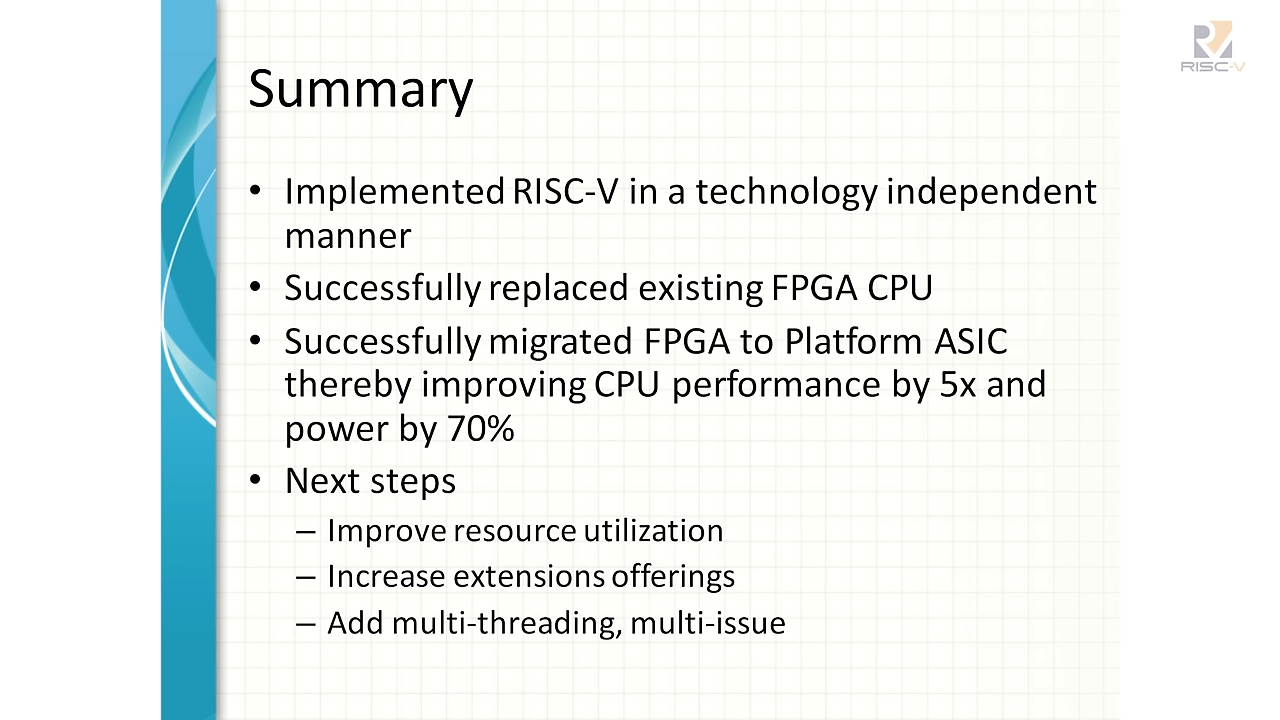 RISC-V
Summary
• Implemented RISC-V in a technology independent
manner
• Successfully replaced existing FPGA CPU
• Successfully migrated FPGA to Platform ASIC
thereby improving CPU performance by 5x and
power by 70%
• Next steps
– Improve resource utilization
– Increase extensions offerings
– Add multi-threading, multi-issue